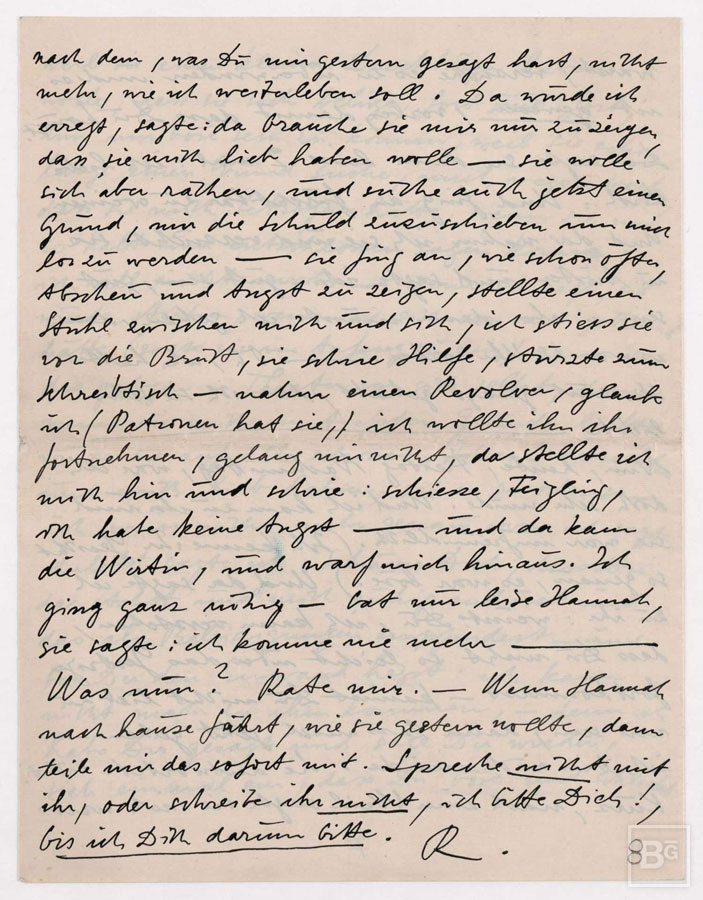 nach dem, was Du mir gestern gesagt hast, nicht
mehr, wie ich weiterleben soll. Da wurde ich
erregt, sagte: da brauche sie mir nur zu zeigen,
dass sie mich lieb haben wolle — sie wolle
sich aber rächen, und suche auch jetzt einen
Grund, mir die Schuld zuzuschieben um mich
los zu werden — sie fing an, wie schon öfter,
Abscheu und Angst zu zeigen, stellte einen
Stuhl zwischen mich und sich, ich stiess sie
vor die Brust, sie schrie Hilfe, stürzte zum
Schreibtisch — nahm einen Revolver, glaube
ich (Patronen hat sie,) ich wollte ihn ihr
fortnehmen, gelang mir nicht, da stellte ich
mich hin und schrie: schiesse, Feigling,
ich habe keine Angst — und da kam
die Wirtin, und warf mich hinaus. Ich
ging ganz ruhig — bat nur leise Hannah,
sie sagte: ich komme nie mehr —
Was nun? Rate mir. — Wenn Hannah
nach hause fährt, wie sie gestern wollte, dann
teile mir das sofort mit. Spreche nicht mit
ihr, oder schreibe ihr nicht, ich bitte Dich!,
bis ich Dich darum bitte. R.
8
BG